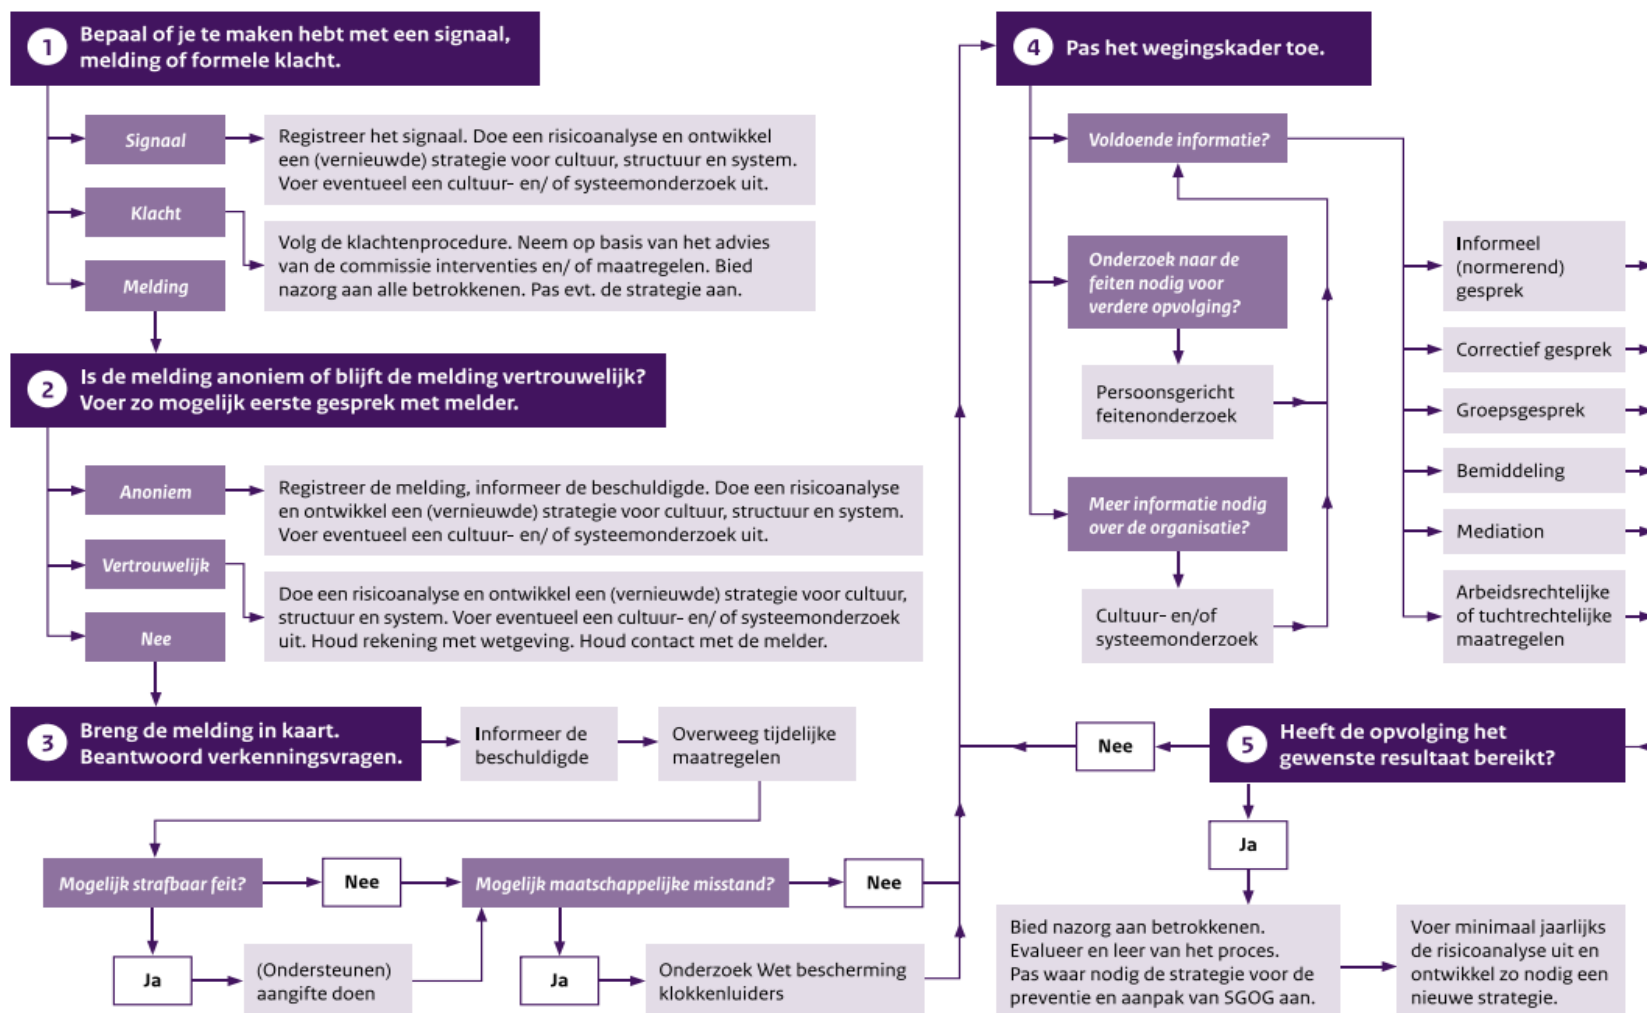 1
Bepaal of je te maken hebt met een signaal,
melding of formele klacht.
Signaal
Registreer het signaal. Doe een risicoanalyse en ontwikkel
een (vernieuwde) strategie voor cultuur, structuur en system.
Voer eventueel een cultuur- en/ of systeemonderzoek uit.
Klacht
Volg de klachtenprocedure. Neem op basis van het advies
van de commissie interventies en/ of maatregelen. Bied
nazorg aan alle betrokkenen. Pas evt. de strategie aan.
Melding
2
Is de melding anoniem of blijft de melding vertrouwelijk?
Voer zo mogelijk eerste gesprek met melder.
Anoniem
Registreer de melding, informeer de beschuldigde. Doe een risicoanalyse
en ontwikkel een (vernieuwde) strategie voor cultuur, structuur en system.
Voer eventueel een cultuur- en/ of systeemonderzoek uit.
Vertrouwelijk
Doe een risicoanalyse en ontwikkel een (vernieuwde) strategie voor cultuur,
structuur en system. Voer eventueel een cultuur- en/ of systeemonderzoek
uit. Houd rekening met wetgeving. Houd contact met de melder.
Nee
3
Breng de melding in kaart.
Beantwoord verkenningsvragen.
Informeer de
beschuldigde
Overweeg tijdelijke
maatregelen
Mogelijk strafbaar feit?
Nee
Mogelijk maatschappelijke misstand?
Nee
Ja
(Ondersteunen)
aangifte doen
Ja
Onderzoek Wet bescherming
klokkenluiders
4
Pas het wegingskader toe.
Voldoende informatie?
Onderzoek naar de
feiten nodig voor
verdere opvolging?
Persoonsgericht
feitenonderzoek
Meer informatie nodig
over de organisatie?
Cultuur- en/of
systeemonderzoek
Informeel
(normerend)
gesprek
Correctief gesprek
Groepsgesprek
Bemiddeling
Mediation
Arbeidsrechtelijke
of tuchtrechtelijke
maatregelen
5
Heeft de opvolging het
gewenste resultaat bereikt?
Nee
Ja
Bied nazorg aan betrokkenen.
Evalueer en leer van het proces.
Pas waar nodig de strategie voor de
preventie en aanpak van SGOG aan.
Voer minimaal jaarlijks
de risicoanalyse uit en
ontwikkel zo nodig een
nieuwe strategie.